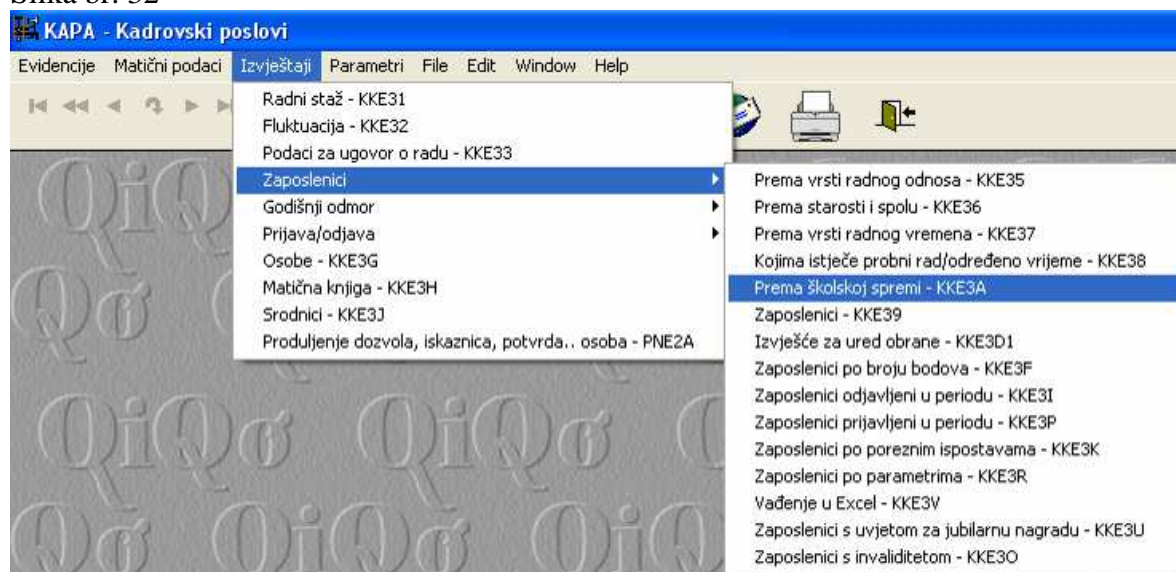 Slika br. 32
KAPA - Kadrovski poslovi
Evidencije Matični podaci Izvještaji Parametri File Edit Window Help
Radni staž - KKE31
Fluktuacija - KKE32
Podaci za ugovor o radu - KKE33
Zaposlenici
Godišnji odmor
Prijava/odjava
Osobe - KKE3G
Matična knjiga - KKE3H
Srodnici - KKE3J
Produljenje dozvola, iskaznica, potvrda.. osoba - PNE2A
Prema vrsti radnog odnosa - KKE35
Prema starosti i spolu - KKE36
Prema vrsti radnog vremena - KKE37
Kojima istječe probni rad/određeno vrijeme - KKE38
Prema školskoj spremi - KKE3A
Zaposlenici - KKE39
Izvješće za ured obrane - KKE3D1
Zaposlenici po broju bodova - KKE3F
Zaposlenici odjavljeni u periodu - KKE3I
Zaposlenici prijavljeni u periodu - KKE3P
Zaposlenici po poreznim ispostavama - KKE3K
Zaposlenici po parametrima - KKE3R
Vađenje u Excel - KKE3V
Zaposlenici s uvjetom za jubilarnu nagradu - KKE3U
Zaposlenici s invaliditetom - KKE3O